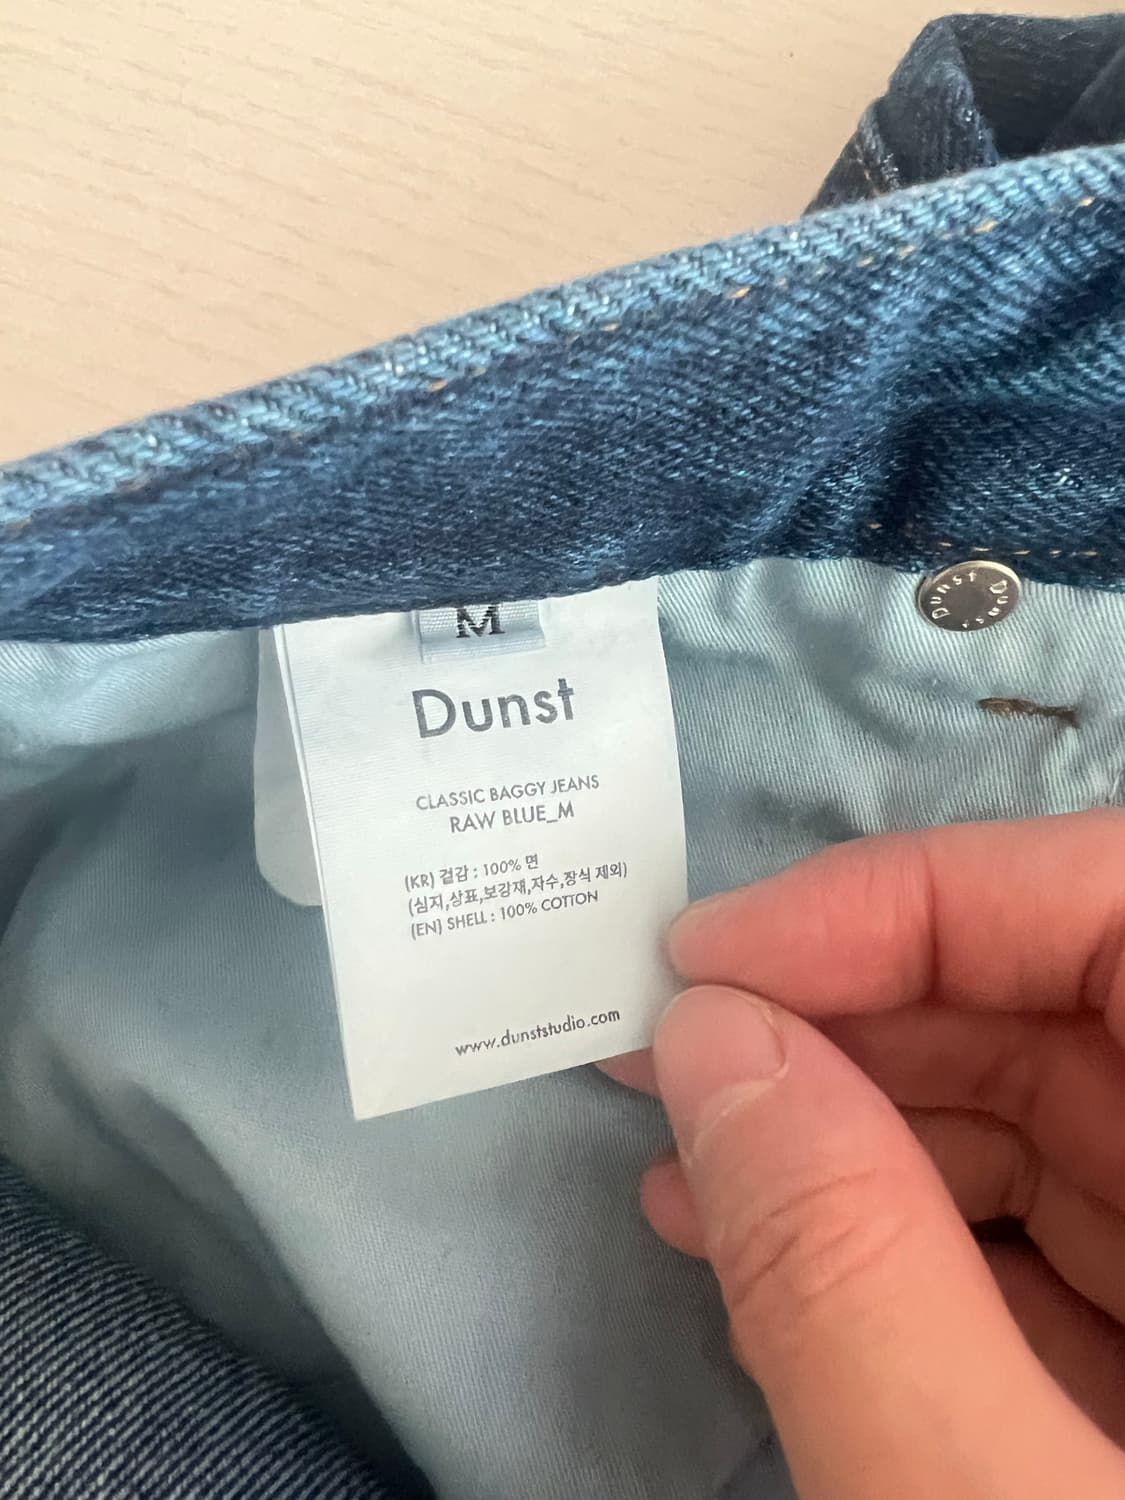 M
Dunst
CLASSIC BAGGY JEANS
RAW BLUE_M
(KR) 겉감 : 100% 면
(심지,상표,보강재,자수,장식 제외)
(EN) SHELL : 100% COTTON
www.dunststudio.com
Dunst Dunst